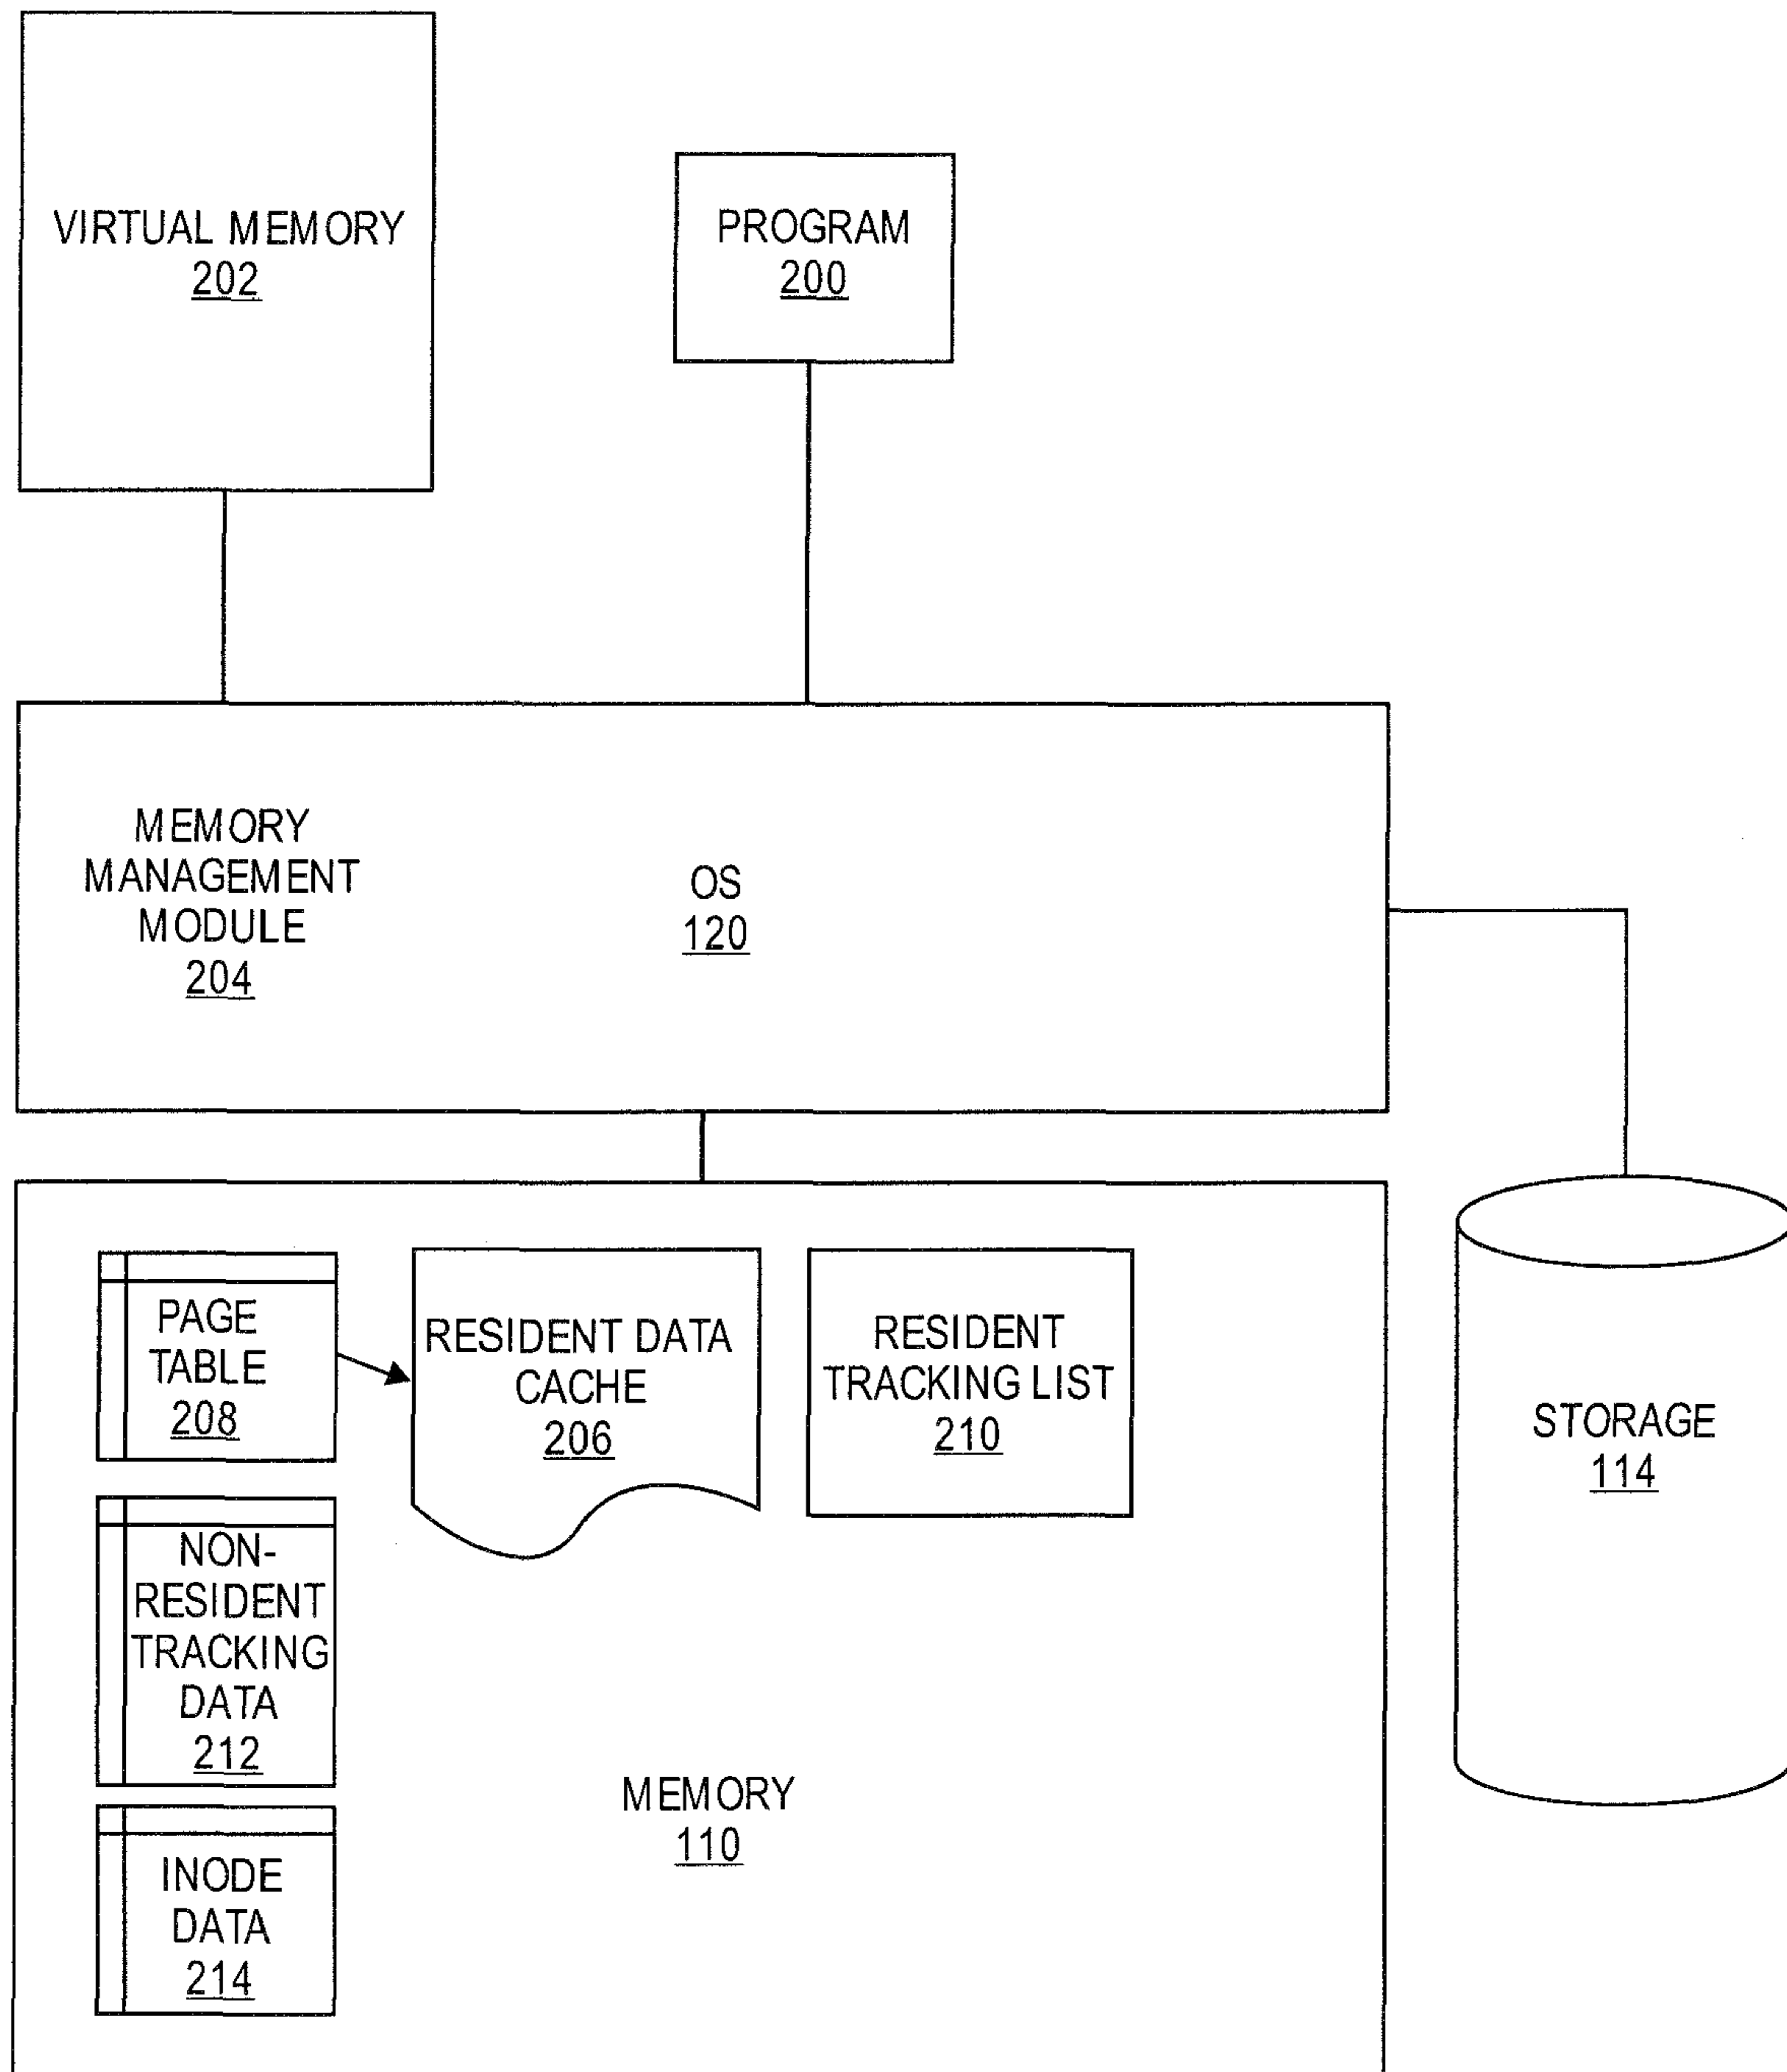 VIRTUAL MEMORY
202
PROGRAM
200
MEMORY
MANAGEMENT
MODULE
204
OS
120
PAGE
TABLE
208
RESIDENT DATA
CACHE
206
RESIDENT
TRACKING LIST
210
STORAGE
114
NON-
RESIDENT
TRACKING
DATA
212
MEMORY
110
INODE
DATA
214